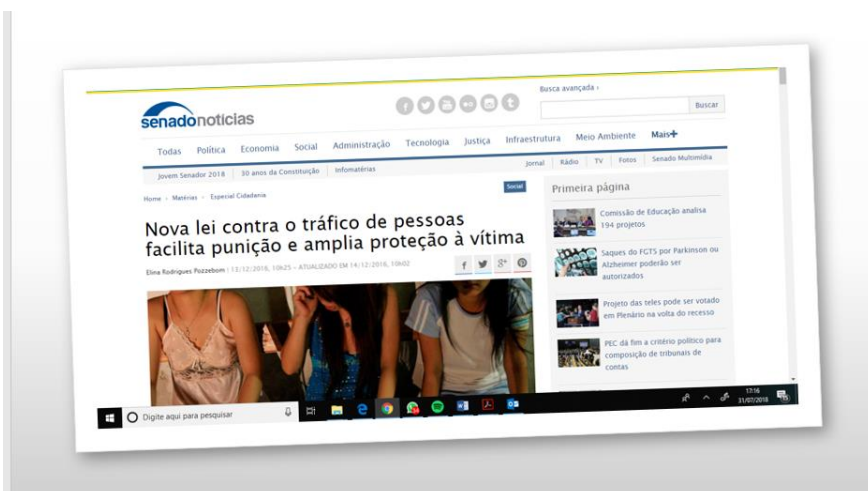 senadonoticias
Busca avançada ›
Buscar
Todas Política Economia Social Administração Tecnologia Justiça Infraestrutura Meio Ambiente Mais+
Jovem Senador 2018 30 anos da Constituição Infomatérias
Jornal Rádio TV Fotos Senado Multimídia
Home › Matérias › Especial Cidadania
Social
Nova lei contra o tráfico de pessoas
facilita punição e amplia proteção à vítima
Elina Rodrigues Pozzebom | 12/12/2016, 10h25 - ATUALIZADO EM 14/12/2016, 10h02
Primeira página
Comissão de Educação analisa
194 projetos
Saques do FGTS por Parkinson ou
Alzheimer poderão ser
autorizados
Projeto das teles pode ser votado
em Plenário na volta do recesso
PEC dá fim a critério político para
composição de tribunais de
contas
Digite aqui para pesquisar
17:16
31/07/2018